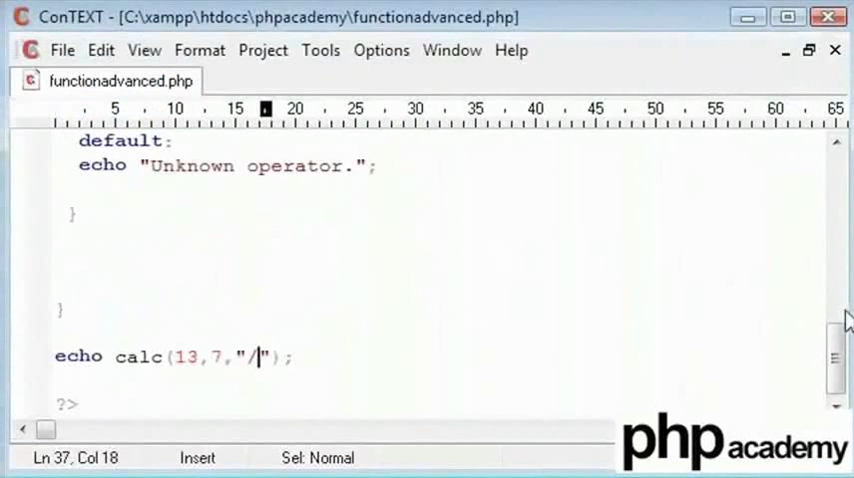 ConTEXT - [C:\xampp\htdocs\phpacademy\functionadvanced.php]
File Edit View Format Project Tools Options Window Help
functionadvanced.php
5 10 15 20 25 30 35 40 45 50 55 60 65
default:
echo "Unknown operator.";
}
}
echo calc(13,7,"/");
?>
Ln 37, Col 18 Insert Sel: Normal
php academy